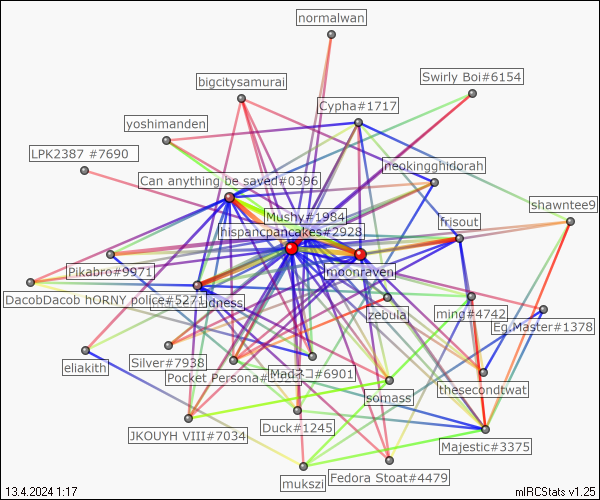 normalwan
Swirly Boi#6154
bigcitysamurai
Cypha#1717
yoshimanden
LPK2387 #7690
neokingghidorah
Can anything be saved#0396
shawntee9
Mushy#1984
frisout
hispancpancakes#2928
Pikabro#9971
moonraven
DacobDacob hORNY police#5271
dness
zebula
ming#4742
Eg.Master#1378
eliakith
Silver#7938
Pocket Persona#
Madネコ#6901
thesecondtwat
somass
JKOUYH VIII#7034
Duck#1245
Majestic#3375
mukszi
Fedora Stoat#4479
13.4.2024 1:17
mIRCStats v1.25